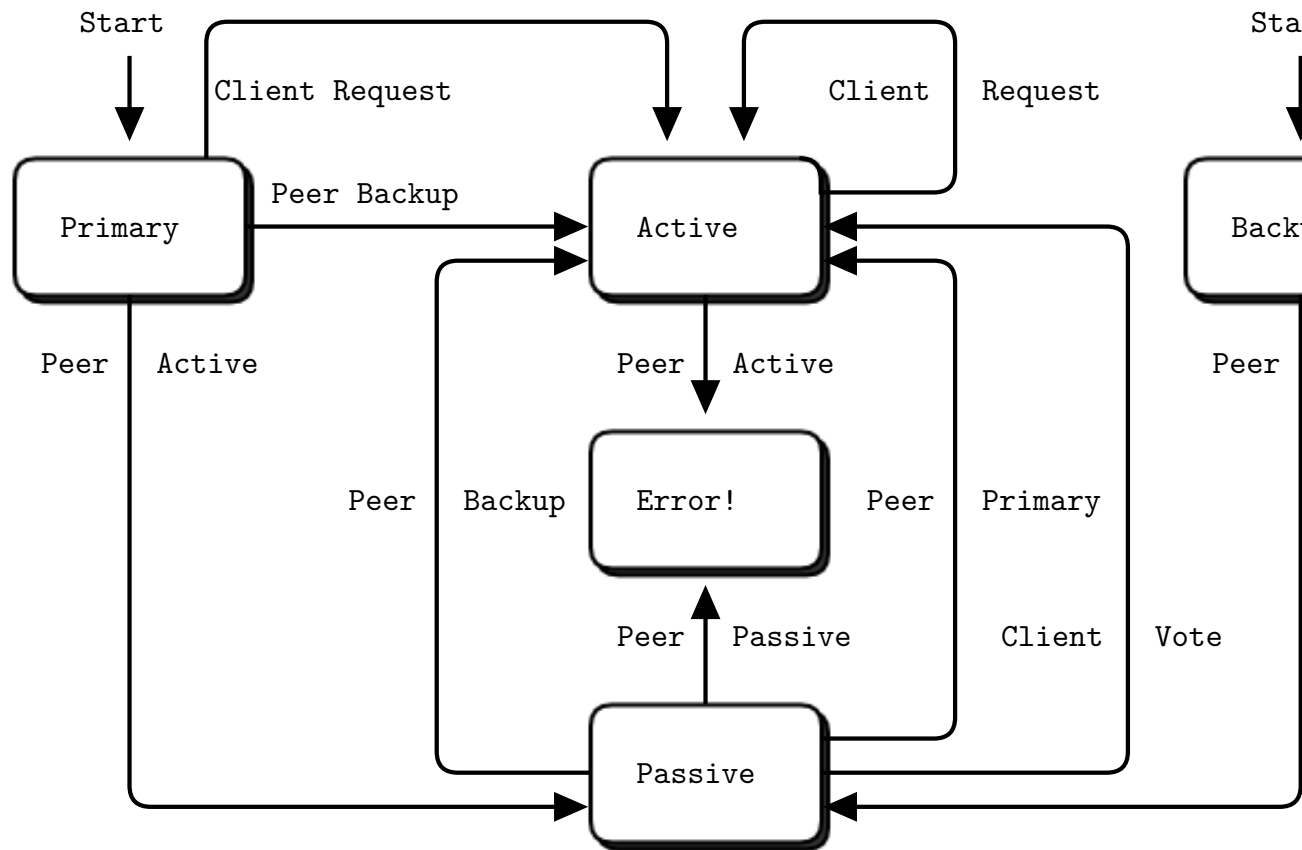 Start
Client Request
Client Request
Peer Backup
Primary
Active
Peer Active
Peer Active
Peer
Peer Backup
Error!
Peer Primary
Peer Passive
Client Vote
Passive